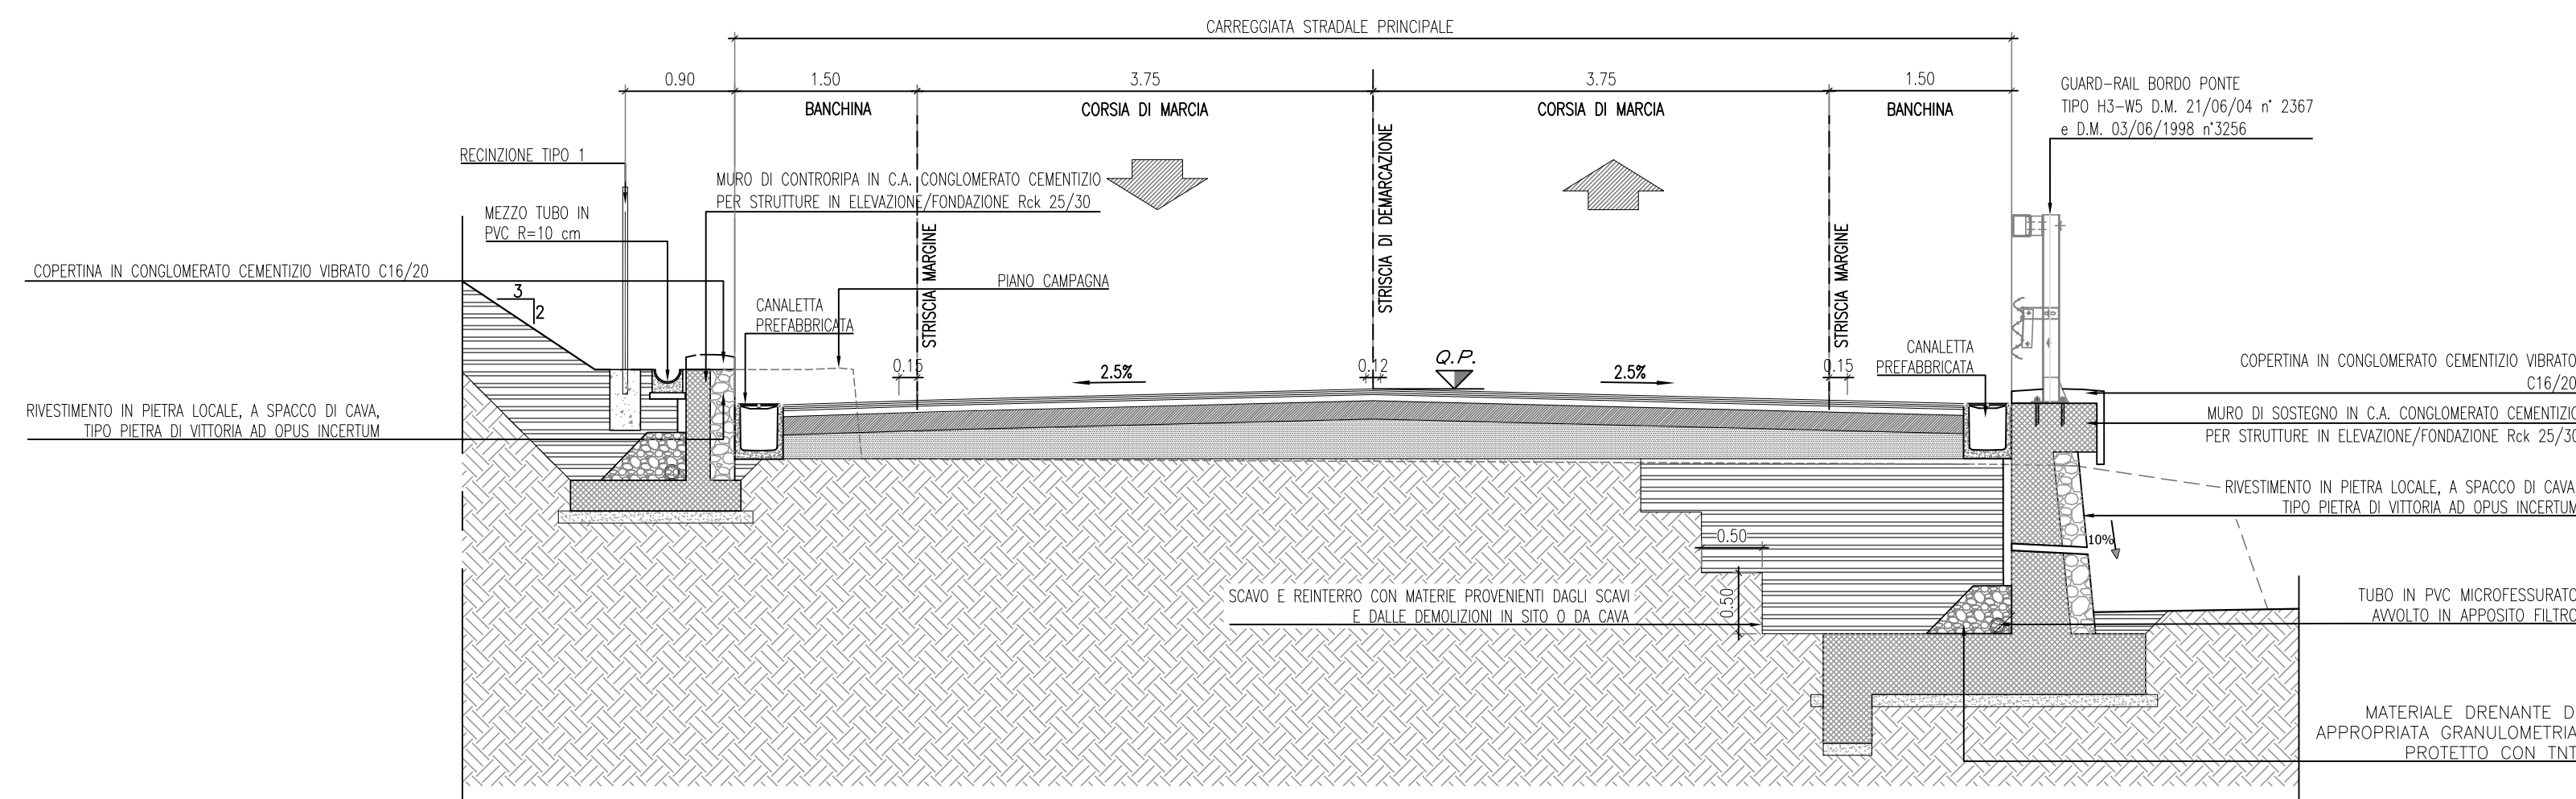 CARREGGIATA STRADALE PRINCIPALE
0.90
1.50
3.75
3.75
1.50
BANCHINA
CORSIA DI MARCIA
CORSIA DI MARCIA
BANCHINA
GUARD-RAIL BORDO PONTE
TIPO H3-W5 D.M. 21/06/04 n° 2367
e D.M. 03/06/1998 n°3256
RECINZIONE TIPO 1
MURO DI CONTRORIPA IN C.A. CONGLOMERATO CEMENTIZIO
PER STRUTTURE IN ELEVAZIONE/FONDAZIONE Rck 25/30
MEZZO TUBO IN
PVC R=10 cm
STRISCIA MARGINE
STRISCIA DI DEMARCAZIONE
STRISCIA MARGINE
COPERTINA IN CONGLOMERATO CEMENTIZIO VIBRATO C16/20
PIANO CAMPAGNA
3
2
CANALETTA
PREFABBRICATA
0.15
2.5%
0.12
Q.P.
2.5%
0.15
CANALETTA
PREFABBRICATA
COPERTINA IN CONGLOMERATO CEMENTIZIO VIBRATO
C16/20
RIVESTIMENTO IN PIETRA LOCALE, A SPACCO DI CAVA,
TIPO PIETRA DI VITTORIA AD OPUS INCERTUM
MURO DI SOSTEGNO IN C.A. CONGLOMERATO CEMENTIZIO
PER STRUTTURE IN ELEVAZIONE/FONDAZIONE Rck 25/30
RIVESTIMENTO IN PIETRA LOCALE, A SPACCO DI CAVA
TIPO PIETRA DI VITTORIA AD OPUS INCERTUM
0.50
10%
0.50
SCAVO E REINTERRO CON MATERIE PROVENIENTI DAGLI SCAVI
E DALLE DEMOLIZIONI IN SITO O DA CAVA
TUBO IN PVC MICROFESSURATO
AVVOLTO IN APPOSITO FILTRO
MATERIALE DRENANTE D
APPROPRIATA GRANULOMETRIA
PROTETTO CON TNT